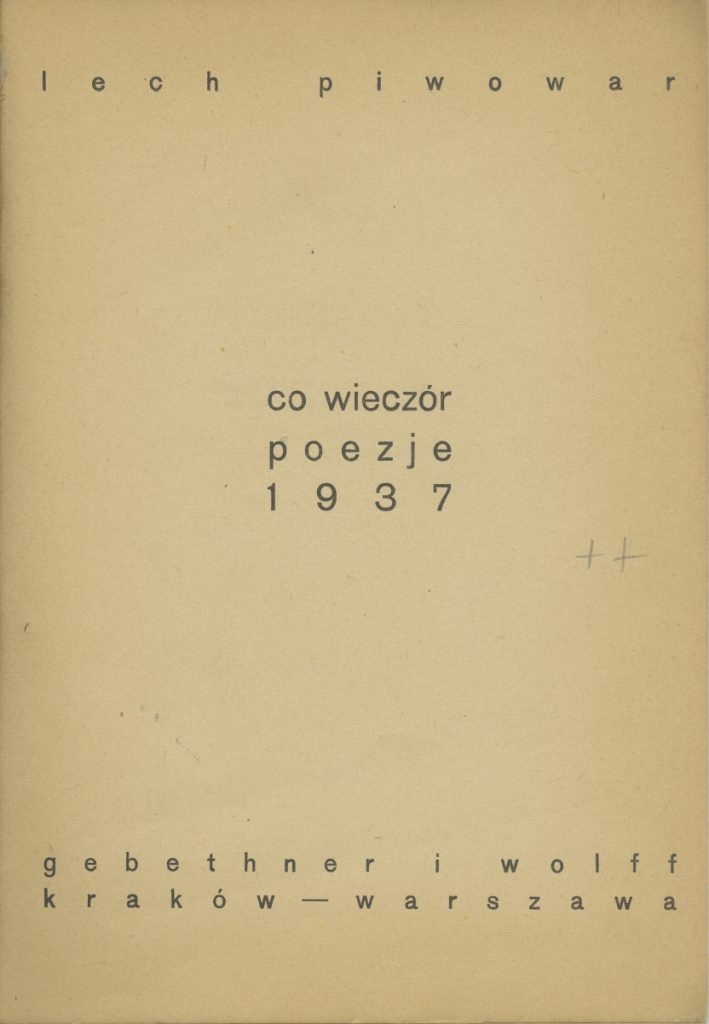 lech piwowar
co wieczór
poezje
1937
++
gebethner i wolff
kraków — warszawa